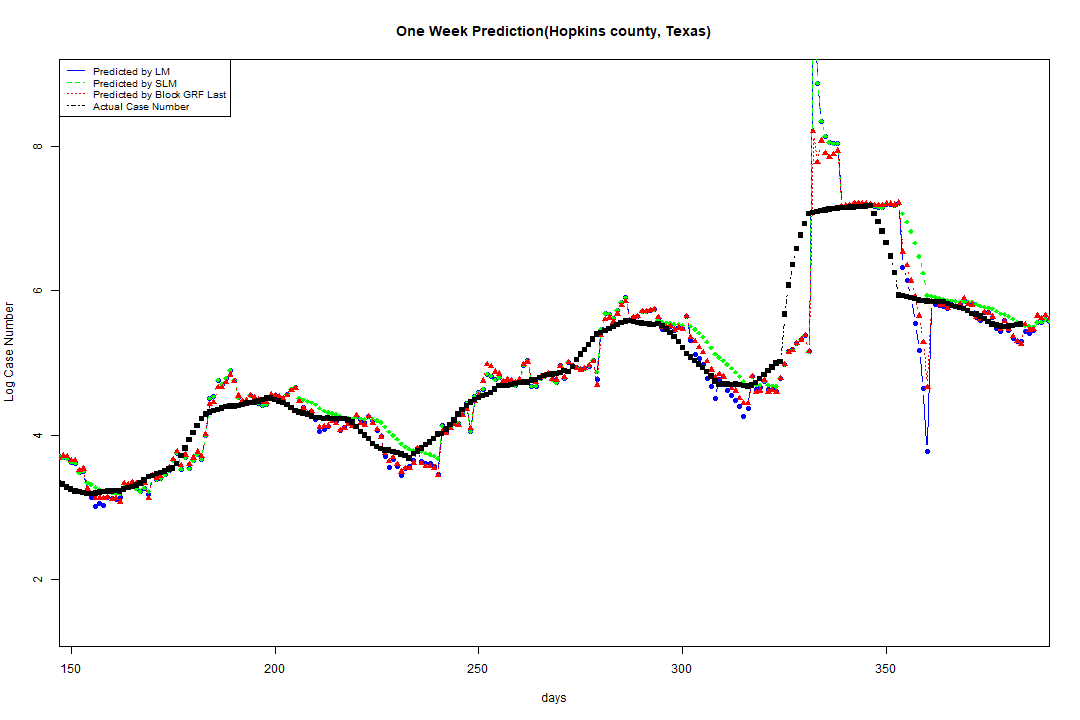 One Week Prediction(Hopkins county, Texas)
Predicted by LM
Predicted by SLM
Predicted by Block GRF Last
Actual Case Number
8
6
4
2
Log Case Number
150
200
250
300
350
days